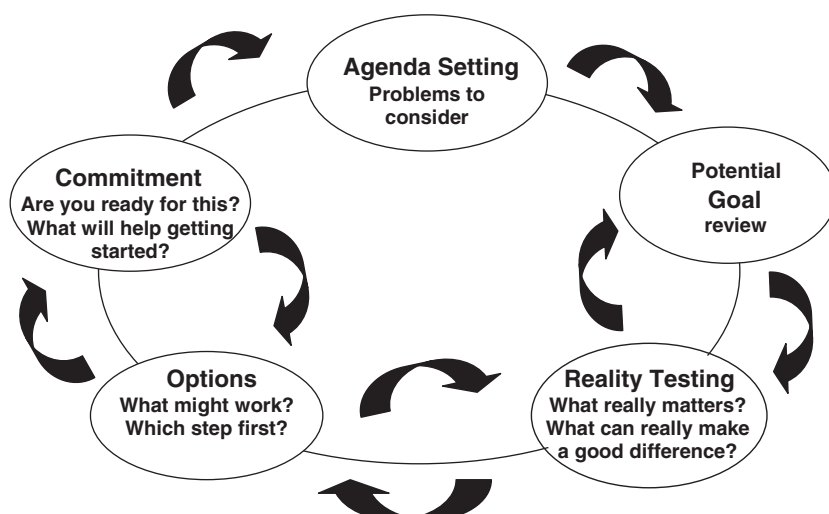 Agenda Setting
Problems to
consider
Potential
Goal
review
Reality Testing
What really matters?
What can really make
a good difference?
Options
What might work?
Which step first?
Commitment
Are you ready for this?
What will help getting
started?